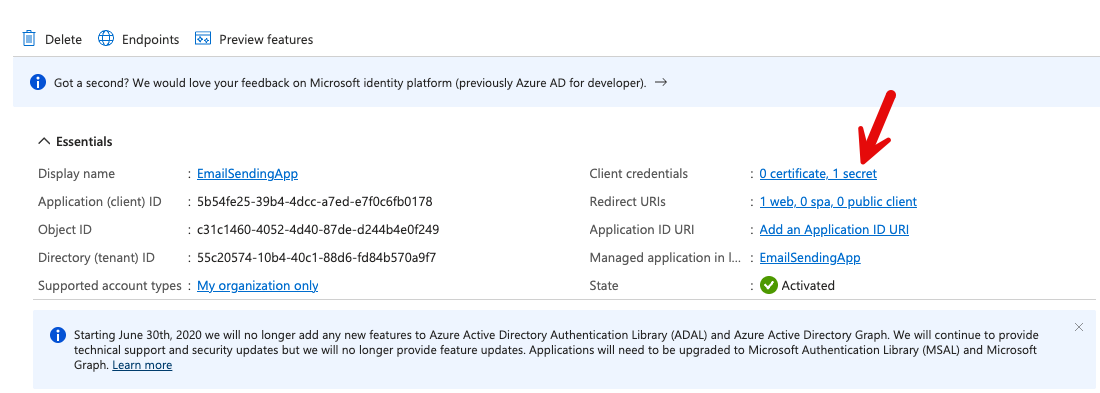 Delete Endpoints Preview features
Got a second? We would love your feedback on Microsoft identity platform (previously Azure AD for developer). →
Essentials
Display name : EmailSendingApp
Application (client) ID : 5b54fe25-39b4-4dcc-a7ed-e7f0c6fb0178
Object ID : c31c1460-4052-4d40-87de-d244b4e0f249
Directory (tenant) ID : 55c20574-10b4-40c1-88d6-fd84b570a9f7
Supported account types : My organization only
Client credentials : 0 certificate, 1 secret
Redirect URIs : 1 web, 0 spa, 0 public client
Application ID URI : Add an Application ID URI
Managed application in l... : EmailSendingApp
State : Activated
Starting June 30th, 2020 we will no longer add any new features to Azure Active Directory Authentication Library (ADAL) and Azure Active Directory Graph. We will continue to provide
technical support and security updates but we will no longer provide feature updates. Applications will need to be upgraded to Microsoft Authentication Library (MSAL) and Microsoft
Graph. Learn more